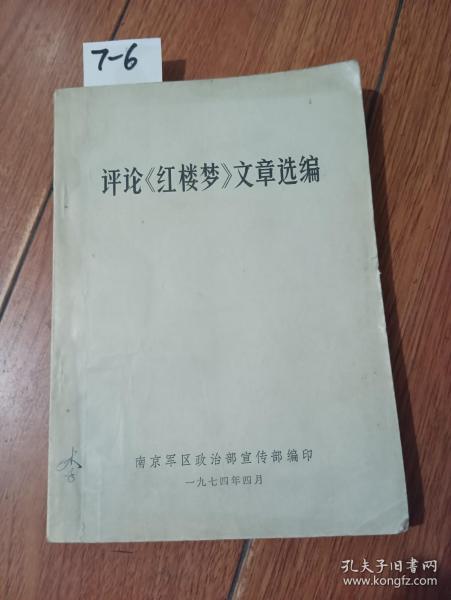 7-6
评论《红楼梦》文章选编
南京军区政治部宣传部编印
一九七四年四月
孔夫子旧书网
www.kongfz.com